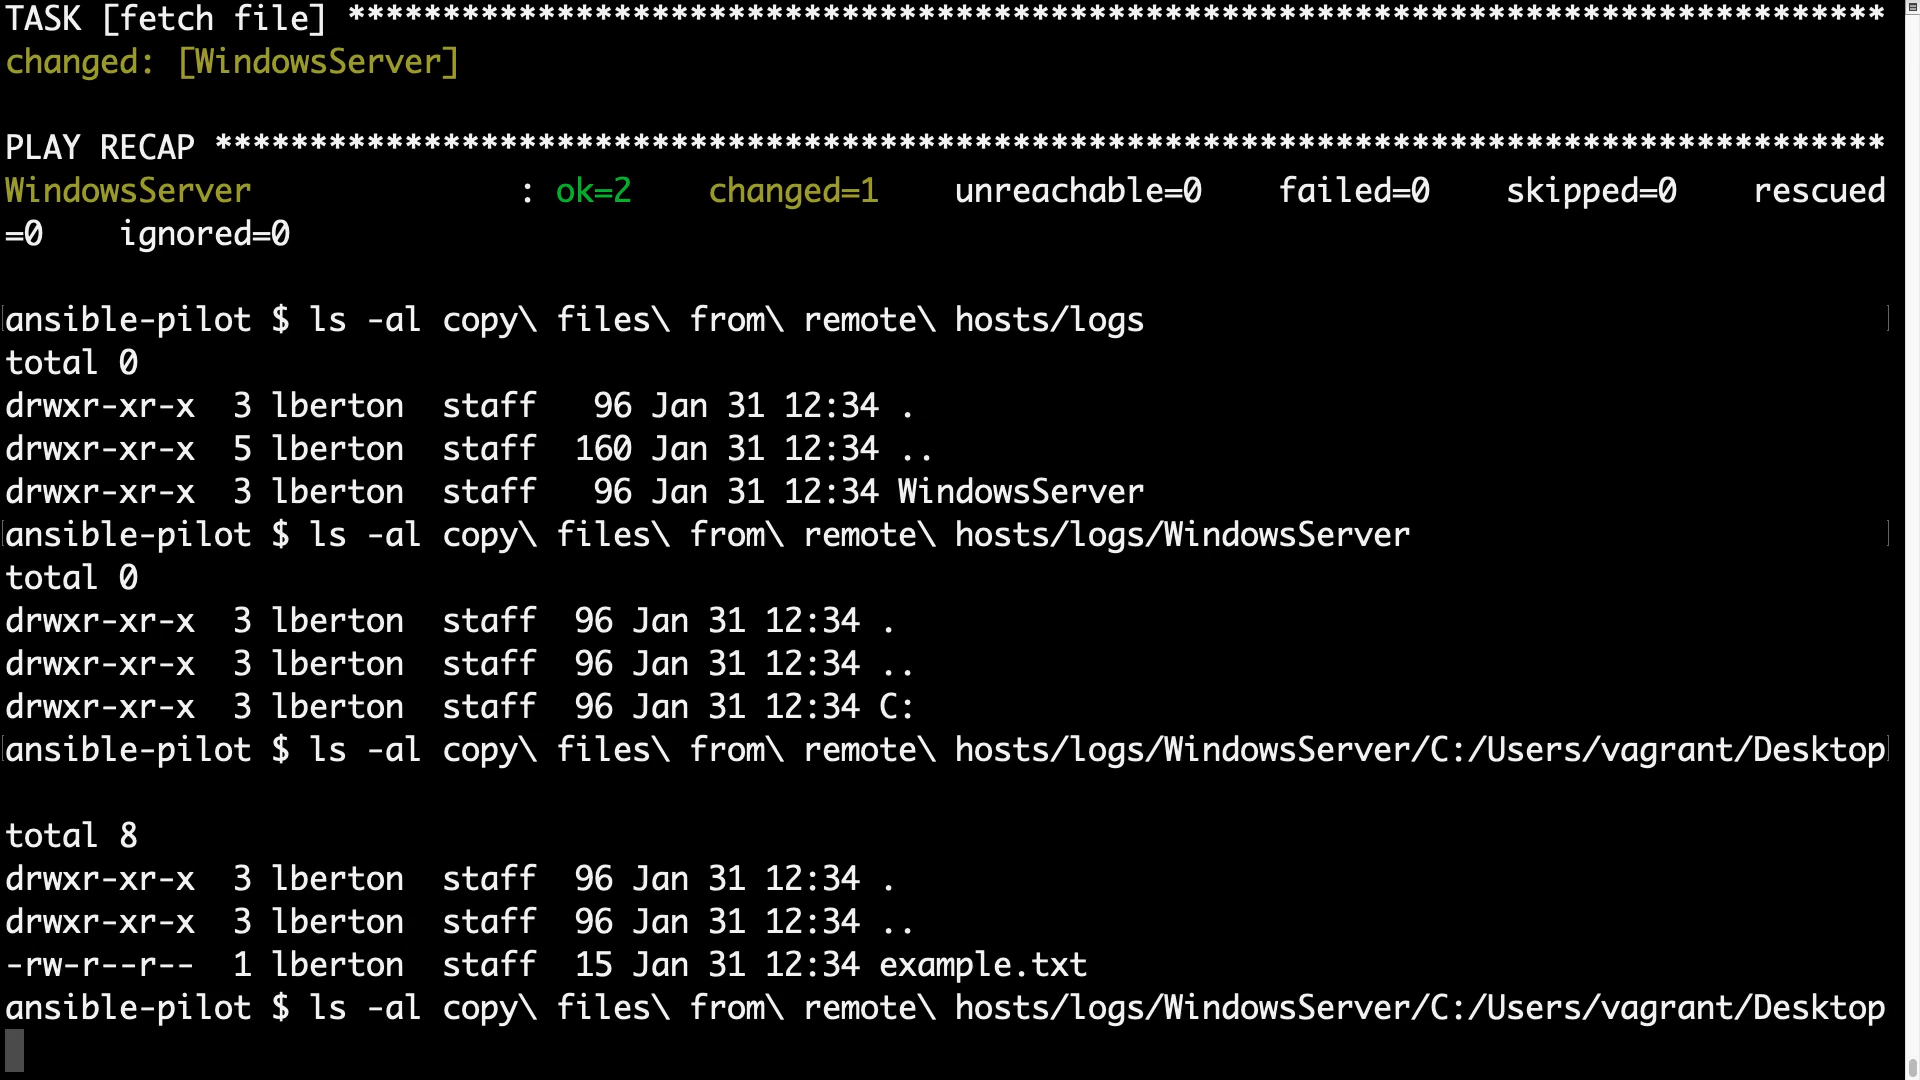 TASK [fetch file] *********************************************************************************
changed: [WindowsServer]
PLAY RECAP ****************************************************************************************
WindowsServer              : ok=2    changed=1    unreachable=0    failed=0    skipped=0    rescued
=0    ignored=0
ansible-pilot $ ls -al copy\ files\ from\ remote\ hosts/logs
total 0
drwxr-xr-x  3 lberton  staff   96 Jan 31 12:34 .
drwxr-xr-x  5 lberton  staff  160 Jan 31 12:34 ..
drwxr-xr-x  3 lberton  staff   96 Jan 31 12:34 WindowsServer
ansible-pilot $ ls -al copy\ files\ from\ remote\ hosts/logs/WindowsServer
total 0
drwxr-xr-x  3 lberton  staff  96 Jan 31 12:34 .
drwxr-xr-x  3 lberton  staff  96 Jan 31 12:34 ..
drwxr-xr-x  3 lberton  staff  96 Jan 31 12:34 C:
ansible-pilot $ ls -al copy\ files\ from\ remote\ hosts/logs/WindowsServer/C:/Users/vagrant/Desktop
total 8
drwxr-xr-x  3 lberton  staff  96 Jan 31 12:34 .
drwxr-xr-x  3 lberton  staff  96 Jan 31 12:34 ..
-rw-r--r--  1 lberton  staff  15 Jan 31 12:34 example.txt
ansible-pilot $ ls -al copy\ files\ from\ remote\ hosts/logs/WindowsServer/C:/Users/vagrant/Desktop